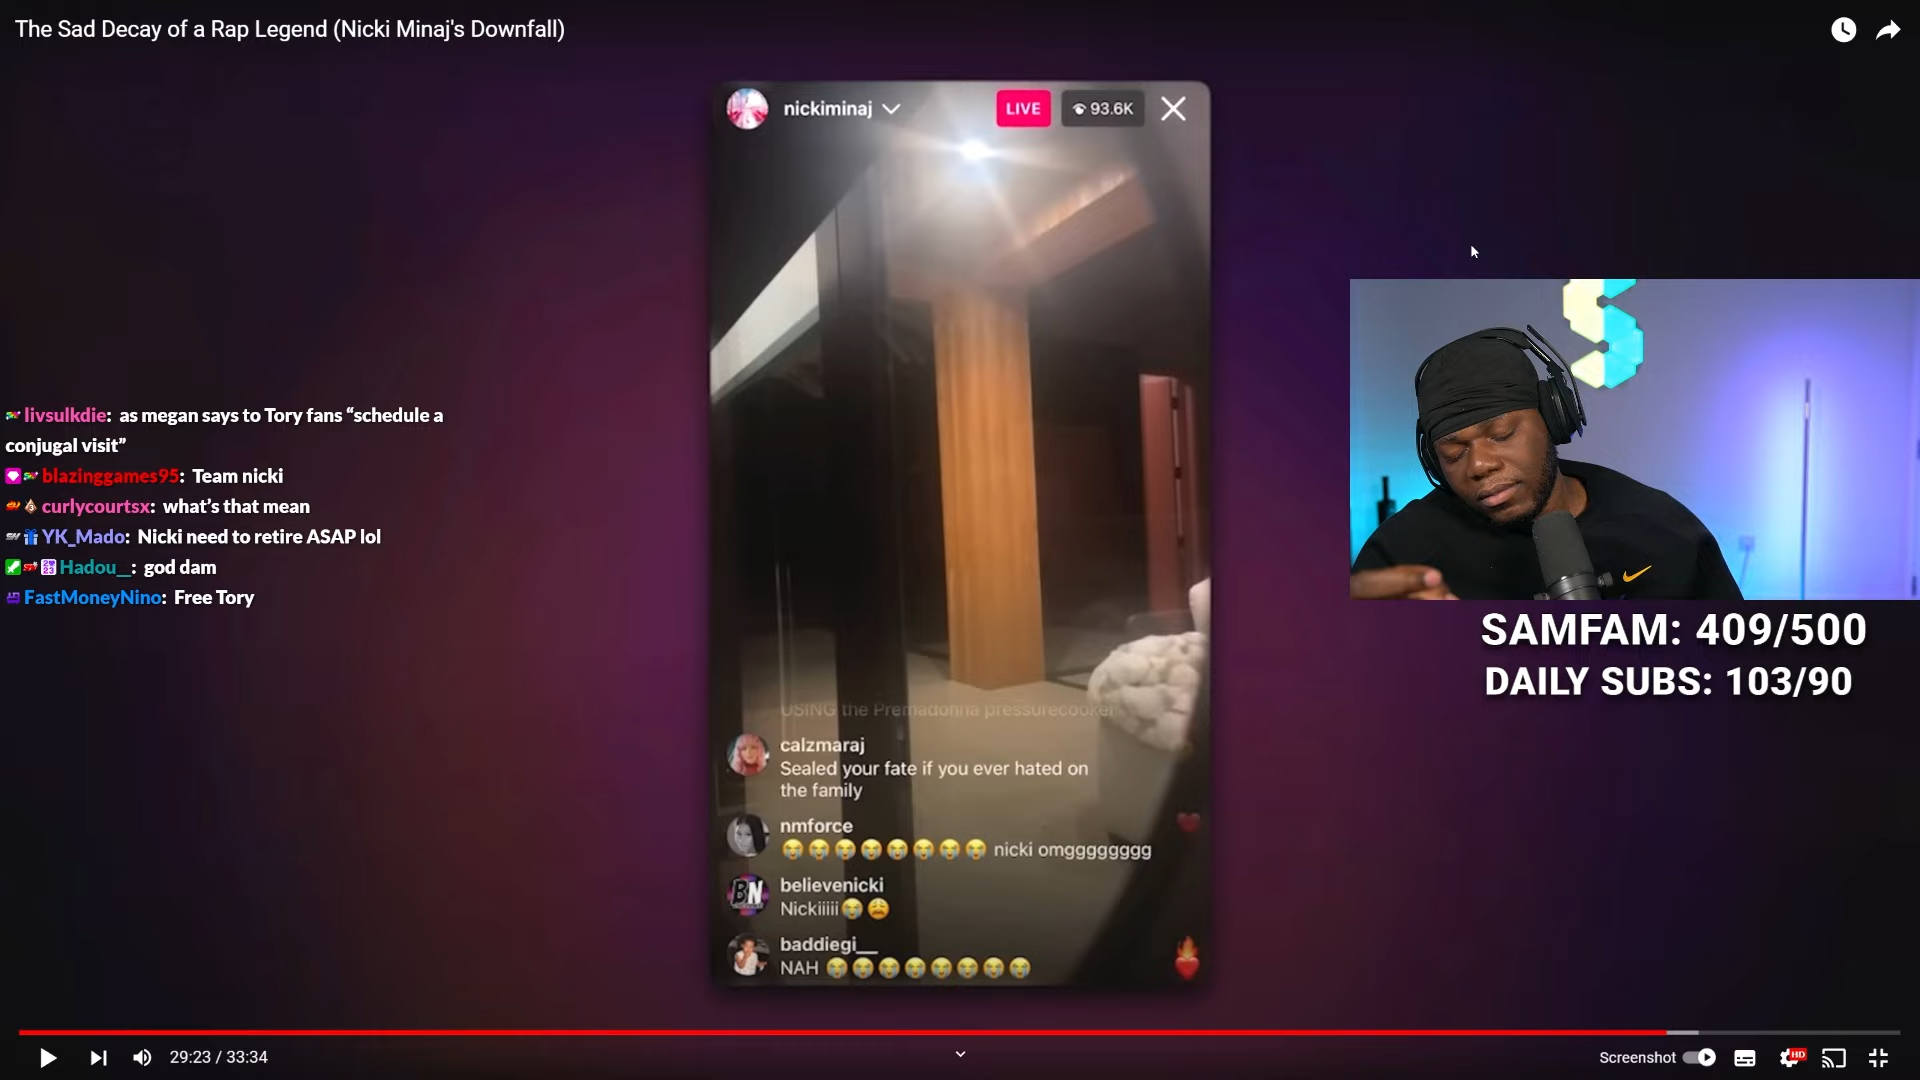 The Sad Decay of a Rap Legend (Nicki Minaj's Downfall)
nickiminaj
LIVE
93.6K
livsulkdie: as megan says to Tory fans “schedule a
conjugal visit”
blazinggames95: Team nicki
curlycourtsx: what’s that mean
YK_Mado: Nicki need to retire ASAP lol
Hadou__: god dam
FastMoneyNino: Free Tory
USING the Premadonna pressurecooker
calzmaraj
Sealed your fate if you ever hated on
the family
nmforce
😭😭😭😭😭😭😭😭 nicki omgggggggg
BN
believenicki
Nickiiiii😭😩
baddiegi__
NAH 😭😭😭😭😭😭😭😭
SAMFAM: 409/500
DAILY SUBS: 103/90
29:23 / 33:34
Screenshot
HD